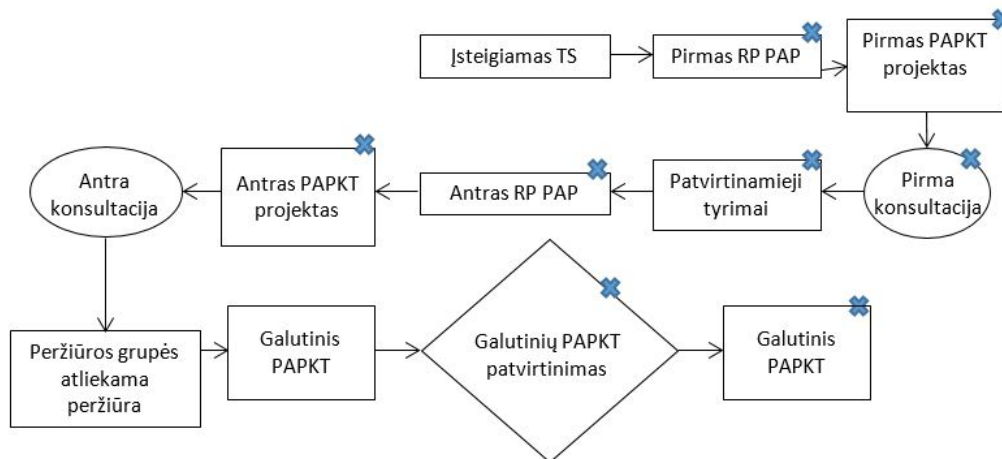 Įsteigiamas TS
Pirmas RP PAP
Pirmas PAPKT
projektas
Pirma
konsultacija
Patvirtinamieji
tyrimai
Antras RP PAP
Antras PAPKT
projektas
Antra
konsultacija
Peržiūros grupės
atliekama
peržiūra
Galutinis
PAPKT
Galutinių PAPKT
patvirtinimas
Galutinis
PAPKT